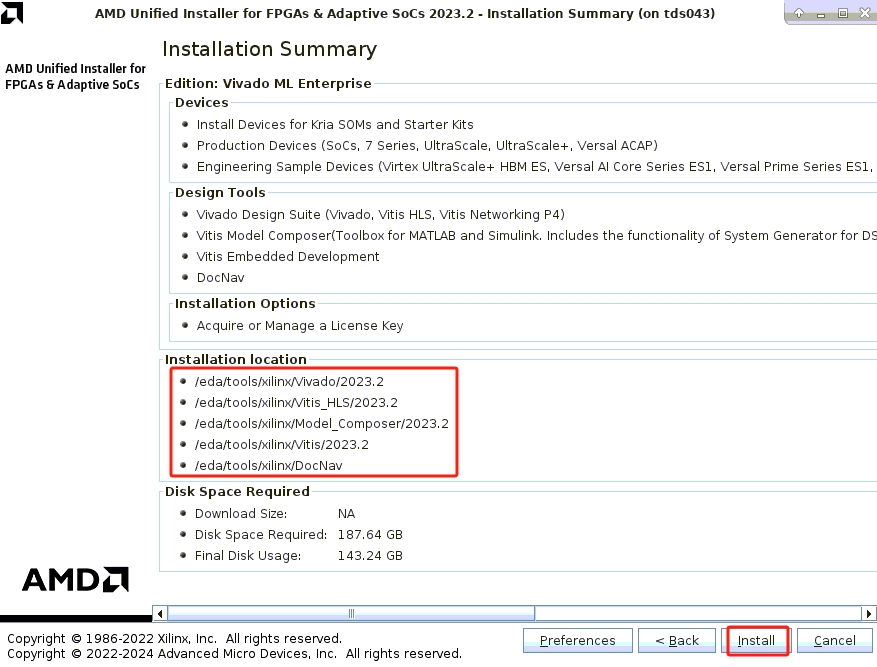 AMD Unified Installer for FPGAs & Adaptive SoCs 2023.2 - Installation Summary (on tds043)
AMD Unified Installer for
FPGAs & Adaptive SoCs
Installation Summary
Edition: Vivado ML Enterprise
Devices
Install Devices for Kria SOMs and Starter Kits
Production Devices (SoCs, 7 Series, UltraScale, UltraScale+, Versal ACAP)
Engineering Sample Devices (Virtex UltraScale+ HBM ES, Versal AI Core Series ES1, Versal Prime Series ES1,
Design Tools
Vivado Design Suite (Vivado, Vitis HLS, Vitis Networking P4)
Vitis Model Composer(Toolbox for MATLAB and Simulink. Includes the functionality of System Generator for DS
Vitis Embedded Development
DocNav
Installation Options
Acquire or Manage a License Key
Installation location
/eda/tools/xilinx/Vivado/2023.2
/eda/tools/xilinx/Vitis_HLS/2023.2
/eda/tools/xilinx/Model_Composer/2023.2
/eda/tools/xilinx/Vitis/2023.2
/eda/tools/xilinx/DocNav
Disk Space Required
Download Size: NA
Disk Space Required: 187.64 GB
Final Disk Usage: 143.24 GB
AMD
Copyright © 1986-2022 Xilinx, Inc. All rights reserved.
Copyright © 2022-2024 Advanced Micro Devices, Inc. All rights reserved.
Preferences < Back Install Cancel